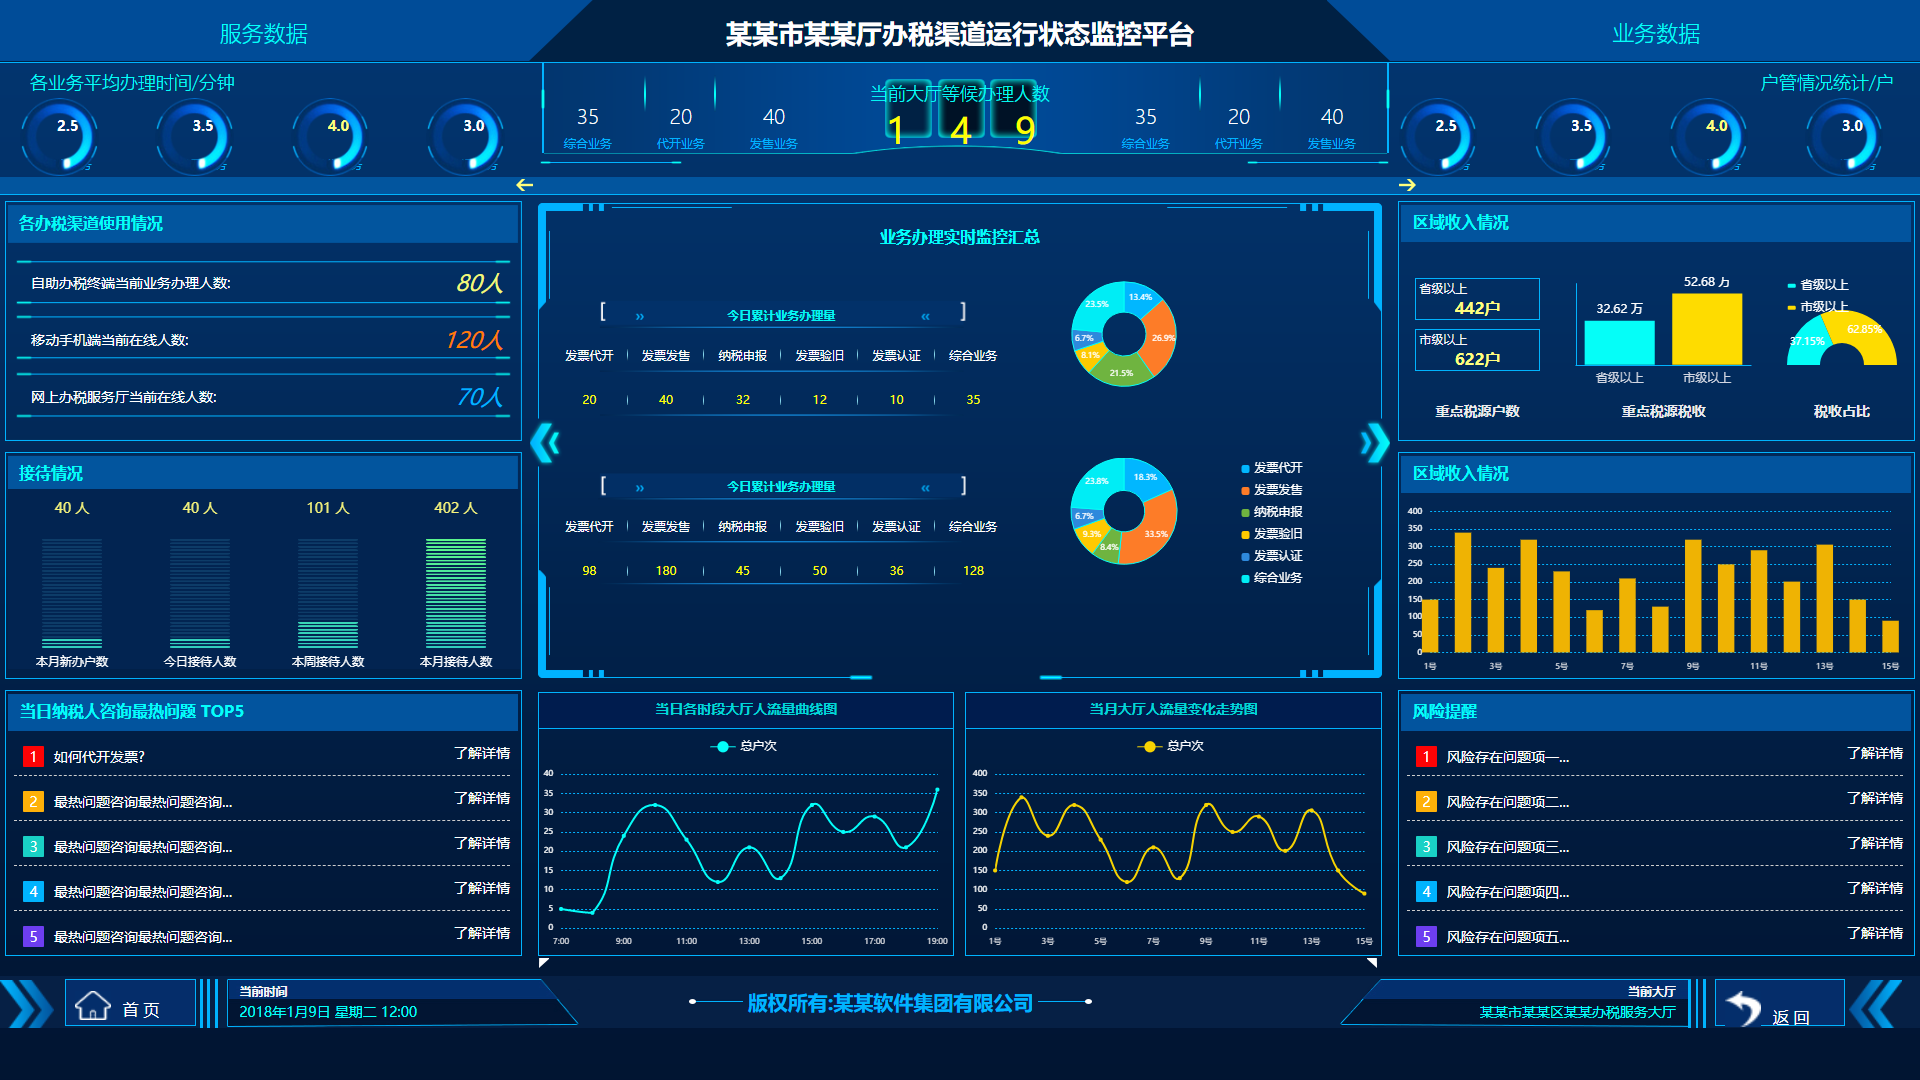 服务数据
某某市某某厅办税渠道运行状态监控平台
业务数据
各业务平均办理时间/分钟
2.5
3.5
4.0
3.0
35
综合业务
20
代开业务
40
发售业务
当前大厅等候办理人数
1 4 9
35
综合业务
20
代开业务
40
发售业务
户管情况统计/户
2.5
3.5
4.0
3.0
各办税渠道使用情况
自助办税终端当前业务办理人数: 80人
移动手机端当前在线人数: 120人
网上办税服务厅当前在线人数: 70人
接待情况
40 人 40 人 101 人 402 人
本月新办户数 今日接待人数 本周接待人数 本月接待人数
当日纳税人咨询最热问题 TOP5
1 如何代开发票? 了解详情
2 最热问题咨询最热问题咨询... 了解详情
3 最热问题咨询最热问题咨询... 了解详情
4 最热问题咨询最热问题咨询... 了解详情
5 最热问题咨询最热问题咨询... 了解详情
业务办理实时监控汇总
[ » 今日累计业务办理量 « ]
发票代开 发票发售 纳税申报 发票验旧 发票认证 综合业务
20 40 32 12 10 35
13.4%
26.9%
21.5%
8.1%
6.7%
23.5%
[ » 今日累计业务办理量 « ]
发票代开 发票发售 纳税申报 发票验旧 发票认证 综合业务
98 180 45 50 36 128
18.3%
33.5%
8.4%
9.3%
6.7%
23.8%
发票代开
发票发售
纳税申报
发票验旧
发票认证
综合业务
当日各时段大厅人流量曲线图
总户次
40
35
30
25
20
15
10
5
0
7:00 9:00 11:00 13:00 15:00 17:00 19:00
当月大厅人流量变化走势图
总户次
400
350
300
250
200
150
100
50
0
1号 3号 5号 7号 9号 11号 13号 15号
区域收入情况
省级以上
442户
市级以上
622户
重点税源户数
32.62 万
52.68 万
省级以上 市级以上
重点税源税收
省级以上
市级以上
37.15%
62.85%
税收占比
区域收入情况
400
350
300
250
200
150
100
50
0
1号 3号 5号 7号 9号 11号 13号 15号
风险提醒
1 风险存在问题项一... 了解详情
2 风险存在问题项二... 了解详情
3 风险存在问题项三... 了解详情
4 风险存在问题项四... 了解详情
5 风险存在问题项五... 了解详情
首 页
当前时间
2018年1月9日 星期二 12:00
版权所有:某某软件集团有限公司
当前大厅
某某市某某区某某办税服务大厅
返 回